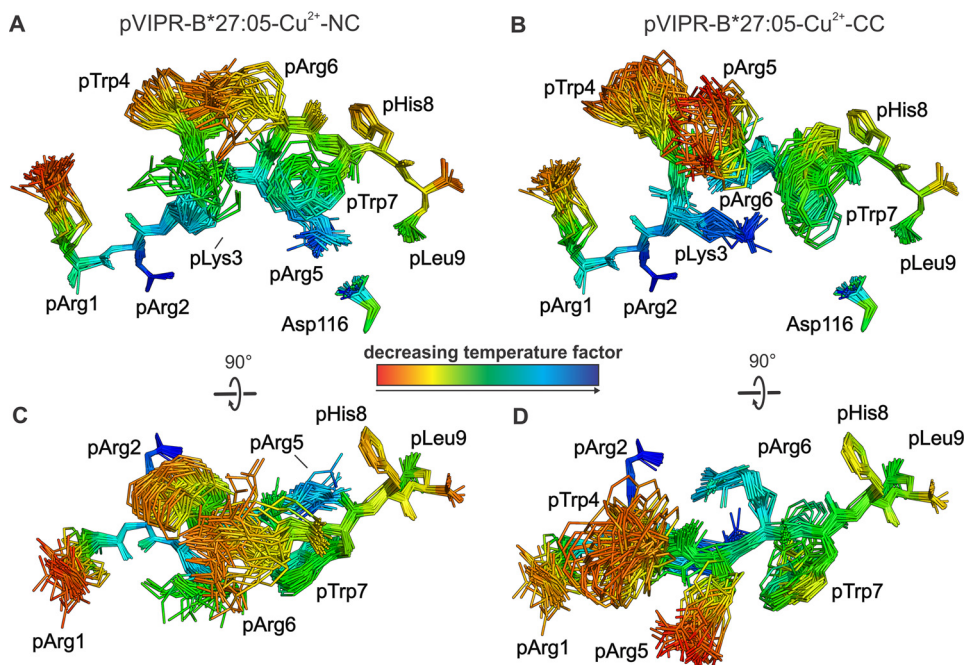 A pVIPR-B*27:05-Cu²⁺-NC
pTrp4
pArg6
pHis8
pTrp7
pLys3
pArg5
pLeu9
pArg1
pArg2
Asp116
B pVIPR-B*27:05-Cu²⁺-CC
pArg5
pTrp4
pHis8
pArg6
pTrp7
pLys3
pLeu9
pArg1
pArg2
Asp116
90°
decreasing temperature factor
90°
C
pHis8
pArg2
pArg5
pLeu9
pTrp7
pArg1
pArg6
D
pHis8
pArg2
pArg6
pLeu9
pTrp4
pTrp7
pArg1
pArg5